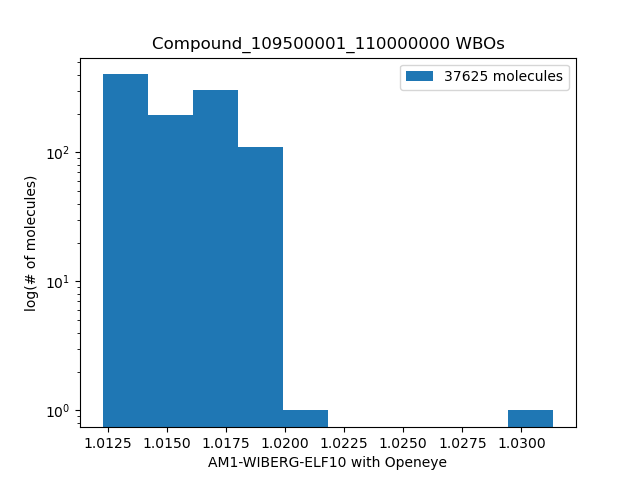 Compound_109500001_110000000 WBOs
37625 molecules
log(# of molecules)
10²
10¹
10⁰
1.0125 1.0150 1.0175 1.0200 1.0225 1.0250 1.0275 1.0300
AM1-WIBERG-ELF10 with Openeye